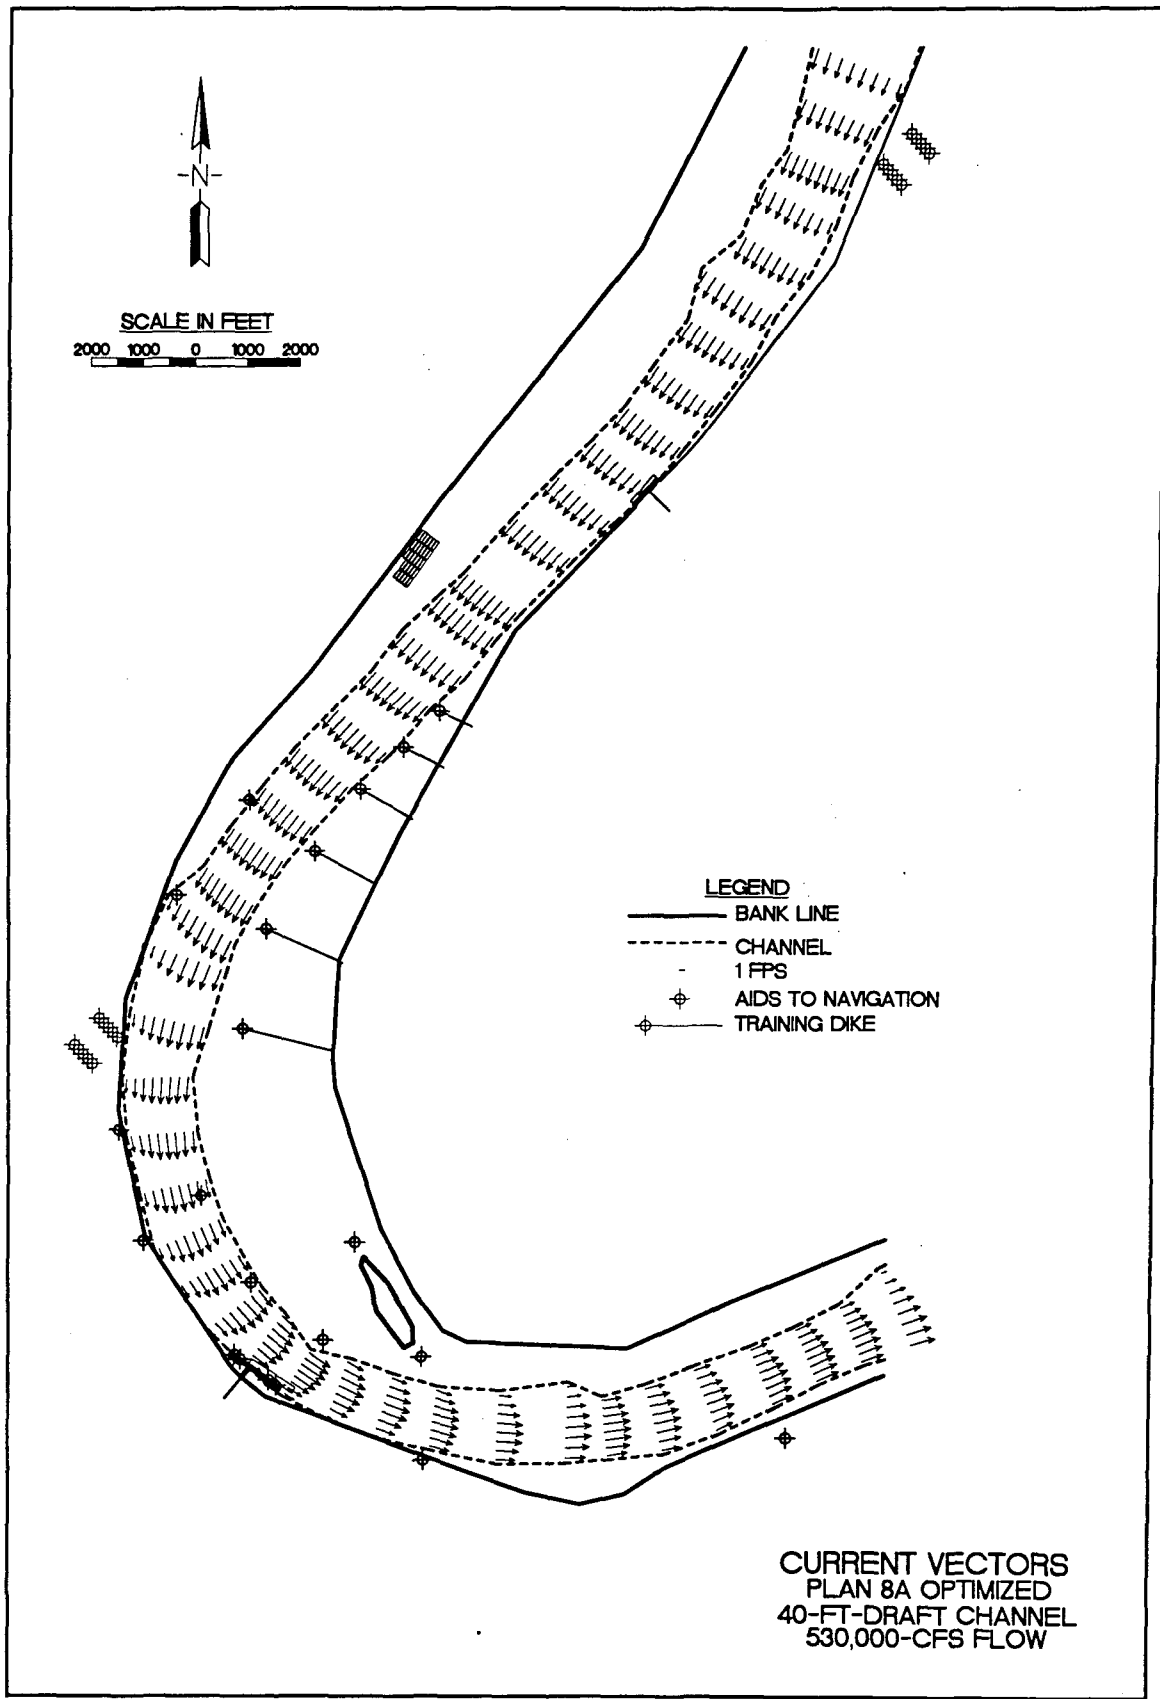 N
SCALE IN FEET
2000 1000 0 1000 2000
LEGEND
BANK LINE
CHANNEL
1 FPS
AIDS TO NAVIGATION
TRAINING DIKE
CURRENT VECTORS
PLAN 8A OPTIMIZED
40-FT-DRAFT CHANNEL
530,000-CFS FLOW